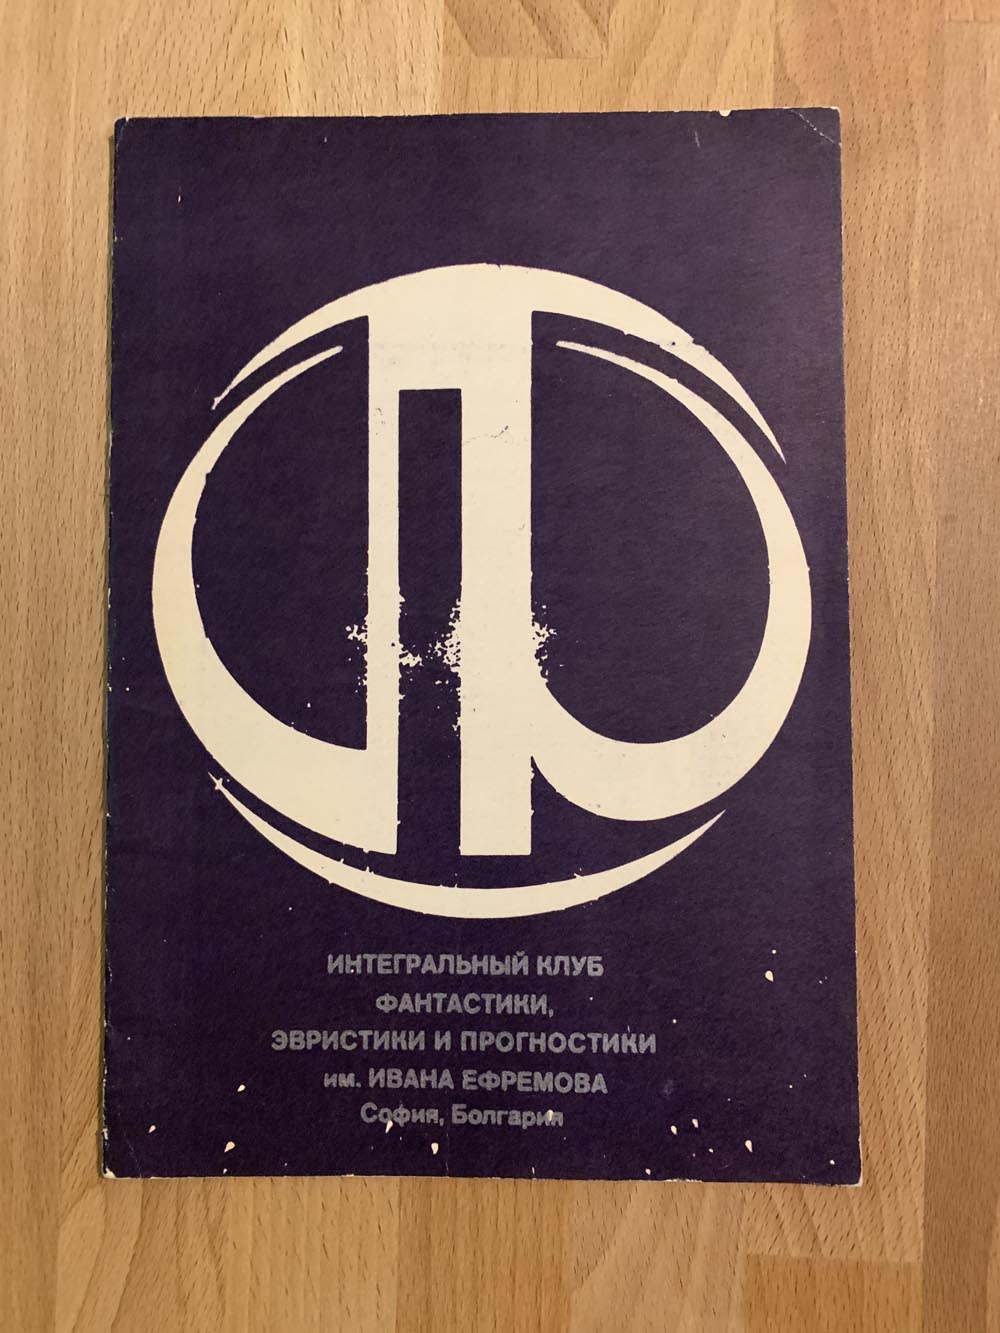 ИНТЕГРАЛЬНЫЙ КЛУБ
ФАНТАСТИКИ,
ЭВРИСТИКИ И ПРОГНОСТИКИ
им. ИВАНА ЕФРЕМОВА
София, Болгария